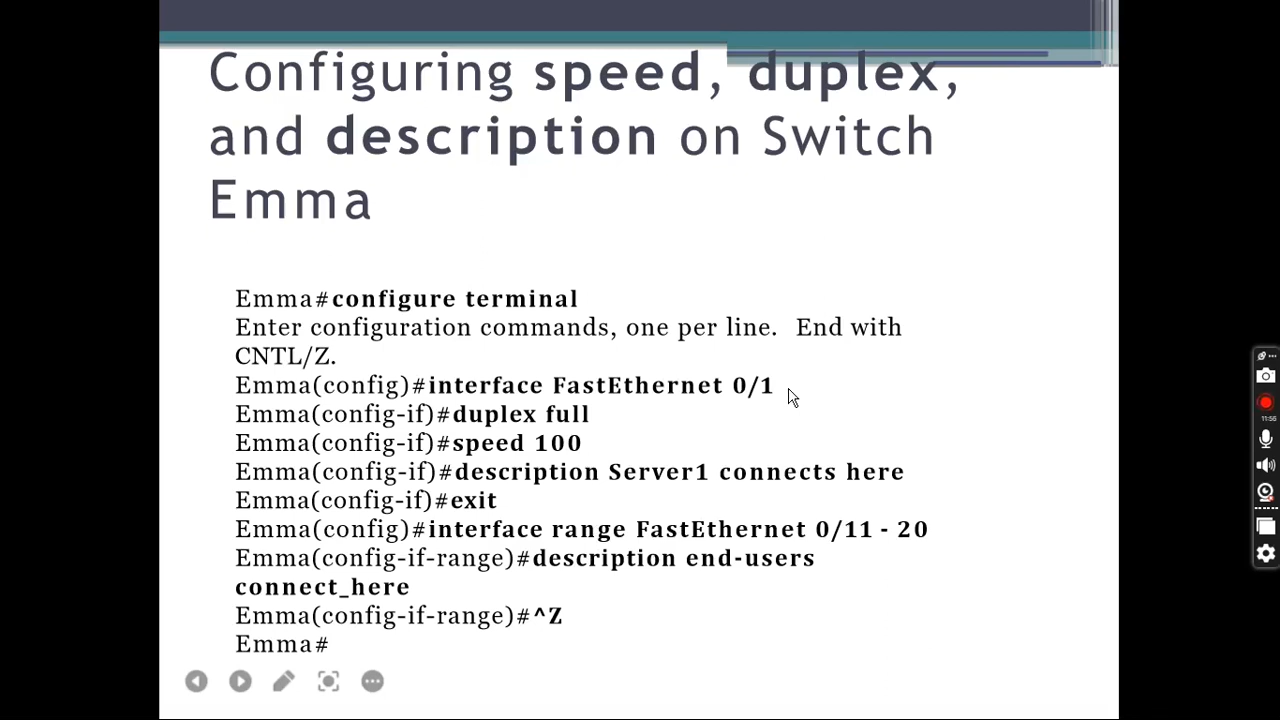 Configuring speed, duplex,
and description on Switch
Emma
Emma#configure terminal
Enter configuration commands, one per line.  End with
CNTL/Z.
Emma(config)#interface FastEthernet 0/1
Emma(config-if)#duplex full
Emma(config-if)#speed 100
Emma(config-if)#description Server1 connects here
Emma(config-if)#exit
Emma(config)#interface range FastEthernet 0/11 - 20
Emma(config-if-range)#description end-users
connect_here
Emma(config-if-range)#^Z
Emma#